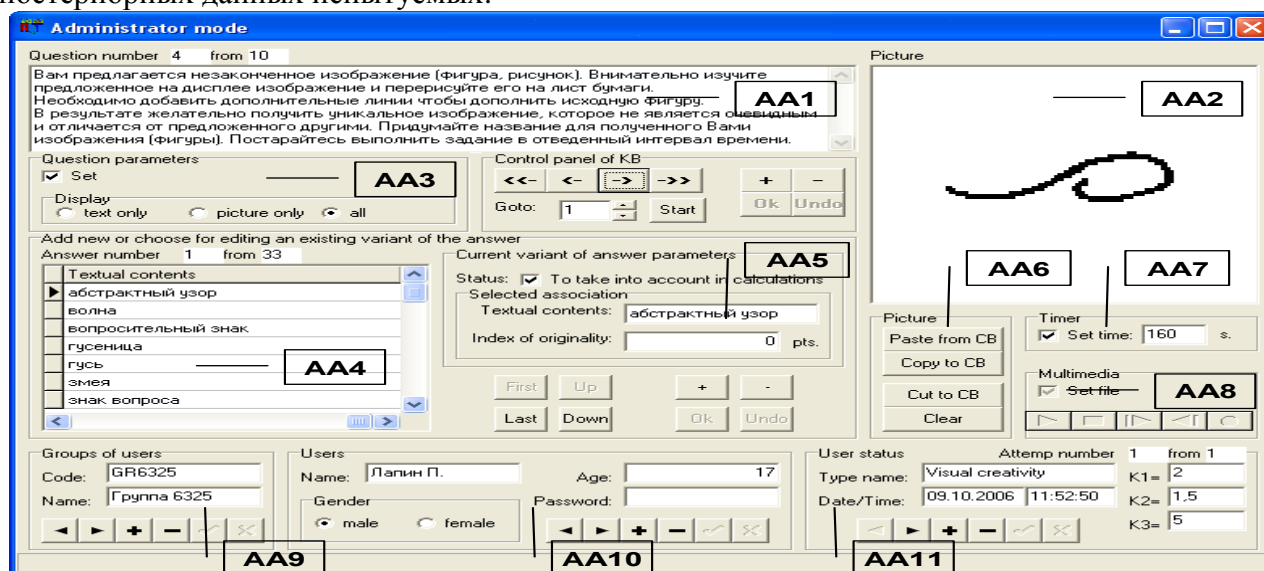 постериорных данных испытуемых.
Administrator mode
Question number 4 from 10
Вам предлагается незаконченное изображение (фигура, рисунок). Внимательно изучите
предложенное на дисплее изображение и перерисуйте его на лист бумаги.
Необходимо добавить дополнительные линии чтобы дополнить исходную фигуру.
В результате желательно получить уникальное изображение, которое не является очевидным
и отличается от предложенного другими. Придумайте название для полученного Вами
изображения (фигуры). Постарайтесь выполнить задание в отведенный интервал времени.
AA1
Picture
AA2
Question parameters
Set
AA3
Display
text only picture only all
Control panel of KB
<<- <- -> ->> + -
Goto: 1 Start Ok Undo
Add new or choose for editing an existing variant of the answer
Answer number 1 from 33
Textual contents
абстрактный узор
волна
вопросительный знак
гусеница
гусь
змея
знак вопроса
AA4
Current variant of answer parameters
AA5
Status: To take into account in calculations
Selected association
Textual contents: абстрактный узор
Index of originality: 0 pts.
First Up + -
Last Down Ok Undo
AA6
AA7
Picture
Paste from CB
Copy to CB
Cut to CB
Clear
Timer
Set time: 160 s.
Multimedia
Set file
AA8
Groups of users
Code: GR6325
Name: Группа 6325
AA9
Users
Name: Лапин П. Age: 17
Gender
male female
Password:
AA10
User status Attemp number 1 from 1
Type name: Visual creativity K1= 2
Date/Time: 09.10.2006 11:52:50 K2= 1,5
K3= 5
AA11